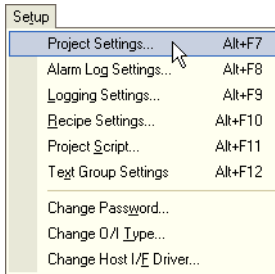 Setup
Project Settings... Alt+F7
Alarm Log Settings... Alt+F8
Logging Settings... Alt+F9
Recipe Settings... Alt+F10
Project Script... Alt+F11
Text Group Settings Alt+F12
Change Password...
Change O/I Type...
Change Host I/F Driver...